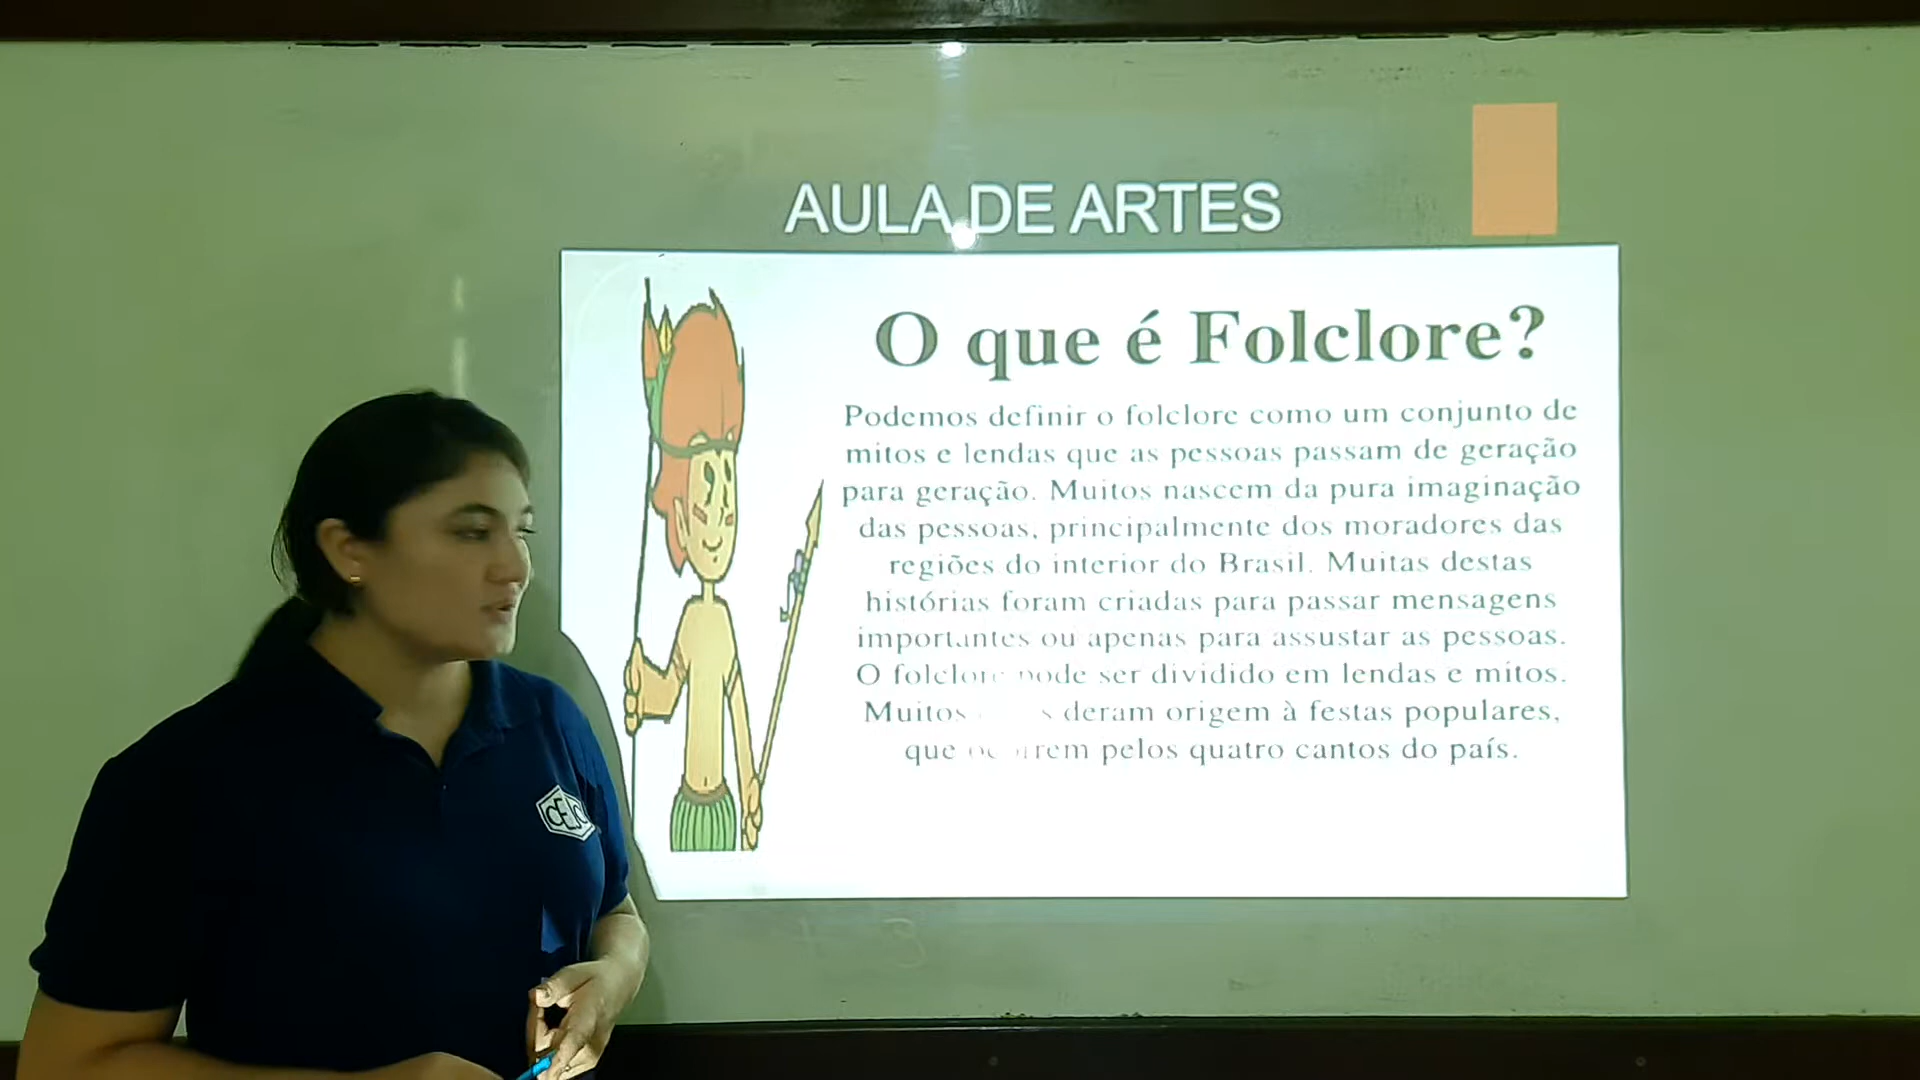 AULA DE ARTES
O que é Folclore?
Podemos definir o folclore como um conjunto de
mitos e lendas que as pessoas passam de geração
para geração. Muitos nascem da pura imaginação
das pessoas, principalmente dos moradores das
regiões do interior do Brasil. Muitas destas
histórias foram criadas para passar mensagens
importantes ou apenas para assustar as pessoas.
O folclore pode ser dividido em lendas e mitos.
Muitos deram origem à festas populares,
que ocorrem pelos quatro cantos do país.